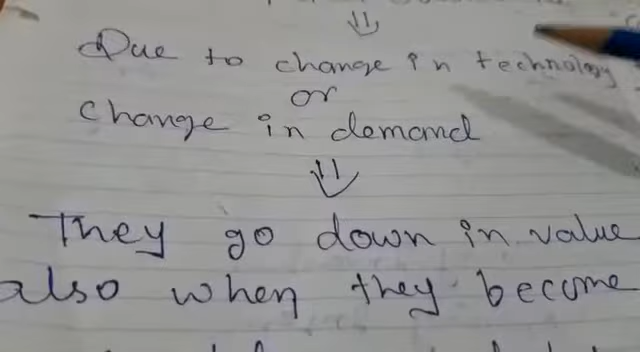 ⇓
Due to change in technology
or
Change in demand
⇓
They go down in value
also when they become